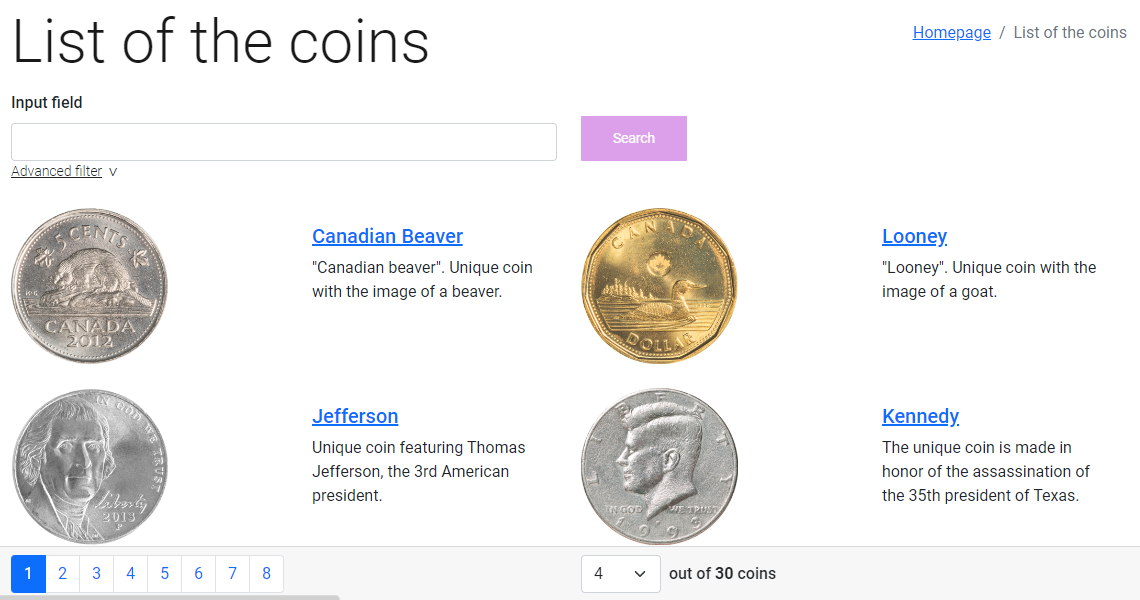 List of the coins
Homepage / List of the coins
Input field
Search
Advanced filter V
5 CENTS
CANADA
2012
Canadian Beaver
"Canadian beaver". Unique coin
with the image of a beaver.
CANADA
DOLLAR
Looney
"Looney". Unique coin with the
image of a goat.
IN GOD WE TRUST
Liberty
2013
P
Jefferson
Unique coin featuring Thomas
Jefferson, the 3rd American
president.
LIBERTY
IN GOD WE TRUST
Kennedy
The unique coin is made in
honor of the assassination of
the 35th president of Texas.
1 2 3 4 5 6 7 8
4 out of 30 coins